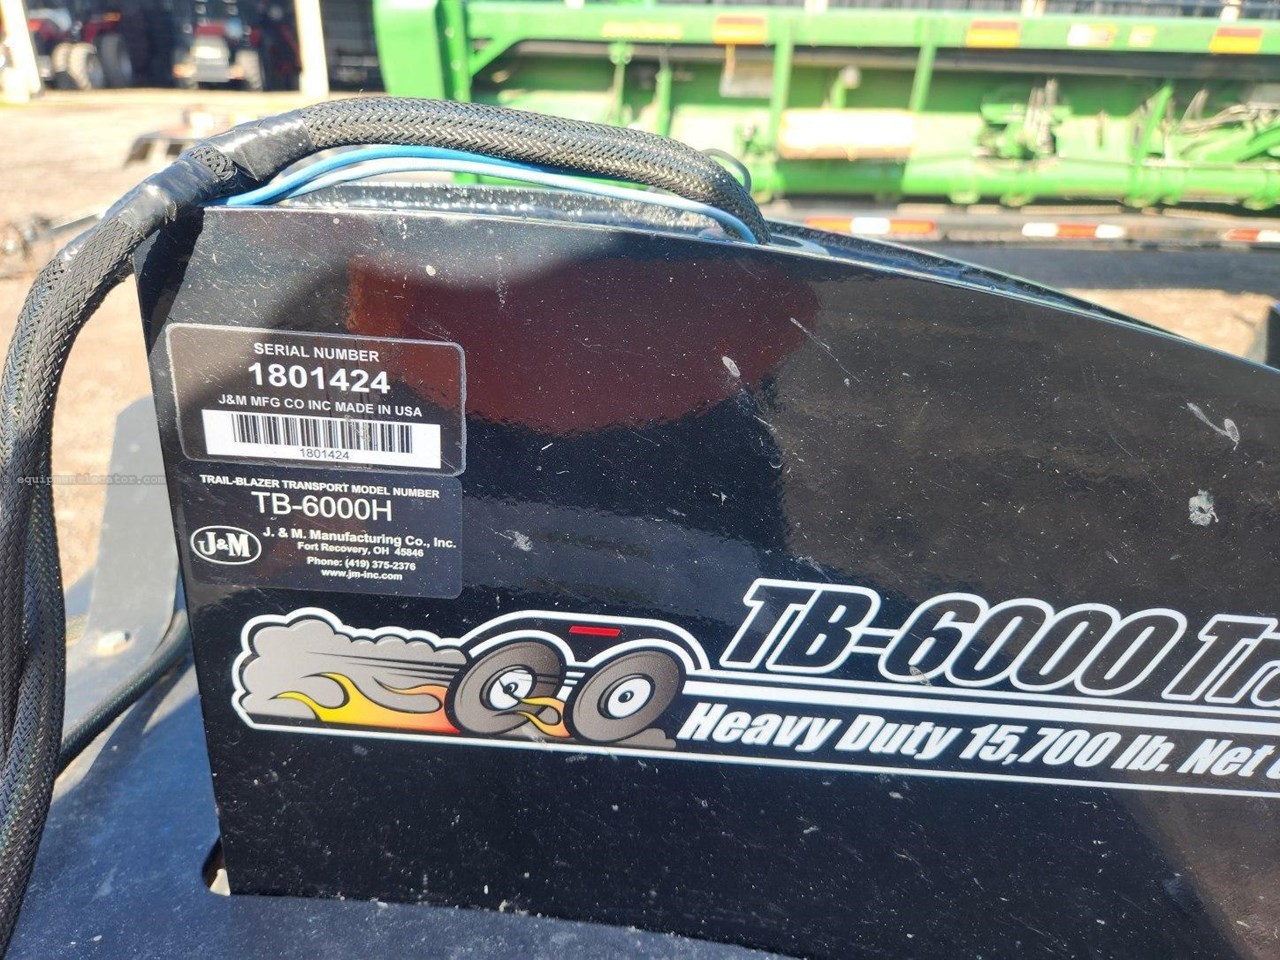 SERIAL NUMBER
1801424
J&M MFG CO INC MADE IN USA
1801424
TRAIL-BLAZER TRANSPORT MODEL NUMBER
TB-6000H
J&M
J. & M. Manufacturing Co., Inc.
Fort Recovery, OH 45846
Phone: (419) 375-2376
www.jm-inc.com
TB-6000
Heavy Duty 15,700 lb. Net
equipmentlocator.com